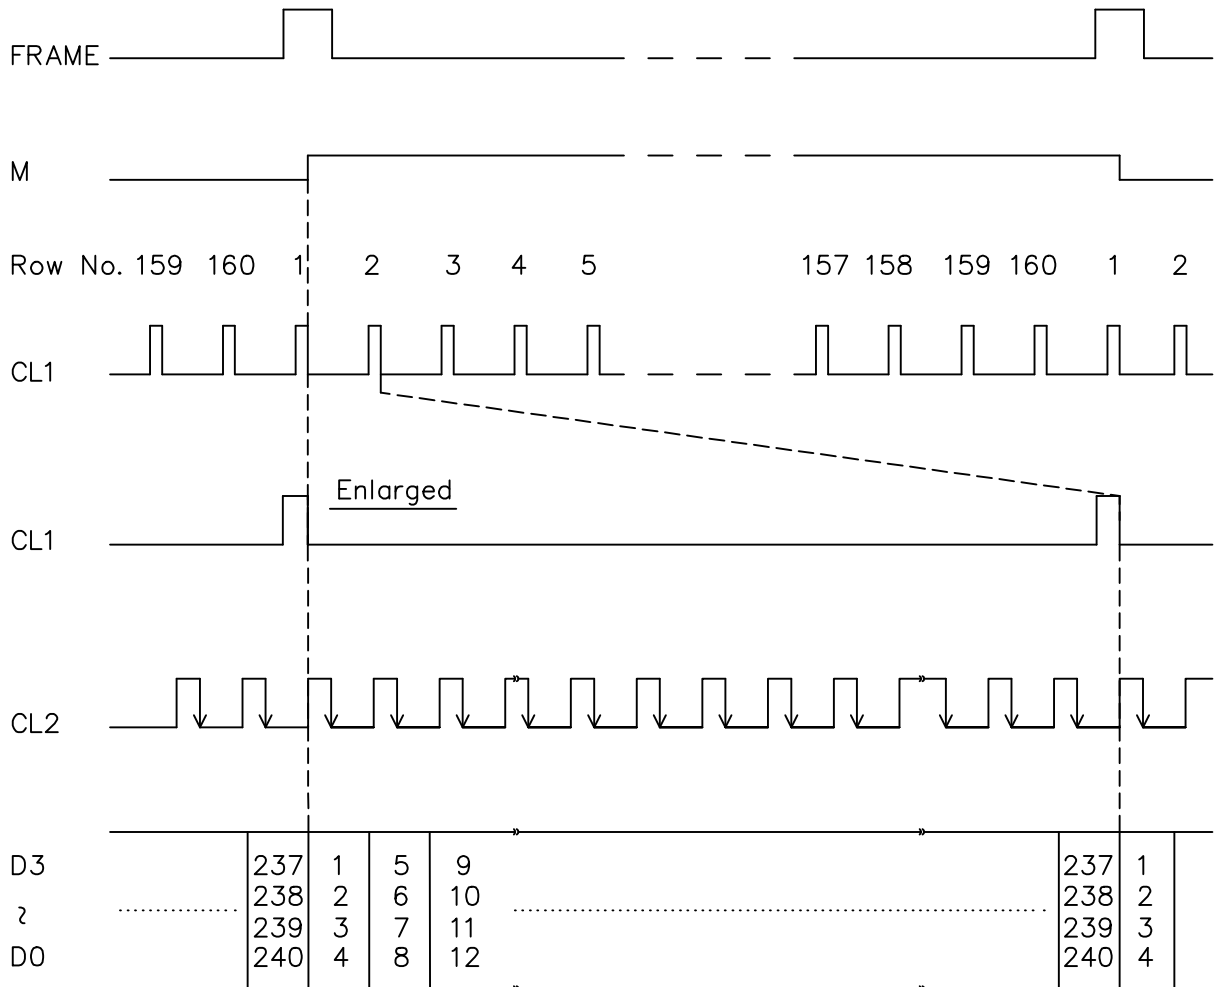 FRAME
M
Row No. 159 160 1 2 3 4 5 157 158 159 160 1 2
CL1
Enlarged
CL1
CL2
D3 237 1 5 9 237 1
238 2 6 10 238 2
~ 239 3 7 11 239 3
D0 240 4 8 12 240 4